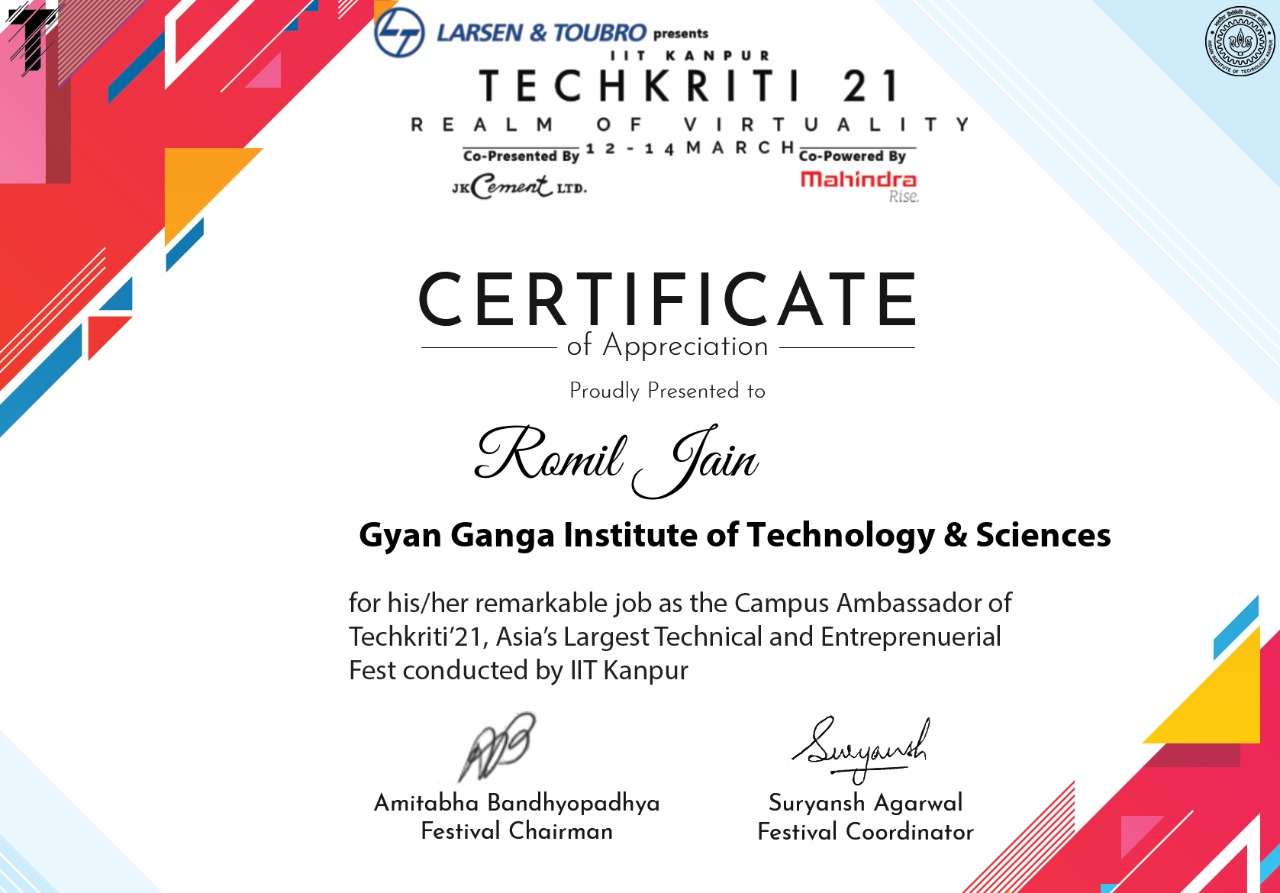 LARSEN & TOUBRO presents
IIT KANPUR
TECHKRITI 21
REALM OF VIRTUALITY
12-14 MARCH
Co-Presented By
JK Cement LTD.
Co-Powered By
Mahindra
Rise.
CERTIFICATE
of Appreciation
Proudly Presented to
Romil Jain
Gyan Ganga Institute of Technology & Sciences
for his/her remarkable job as the Campus Ambassador of
Techkriti'21, Asia's Largest Technical and Entreprenuerial
Fest conducted by IIT Kanpur
Suryansh
Amitabha Bandhyopadhya
Festival Chairman
Suryansh Agarwal
Festival Coordinator